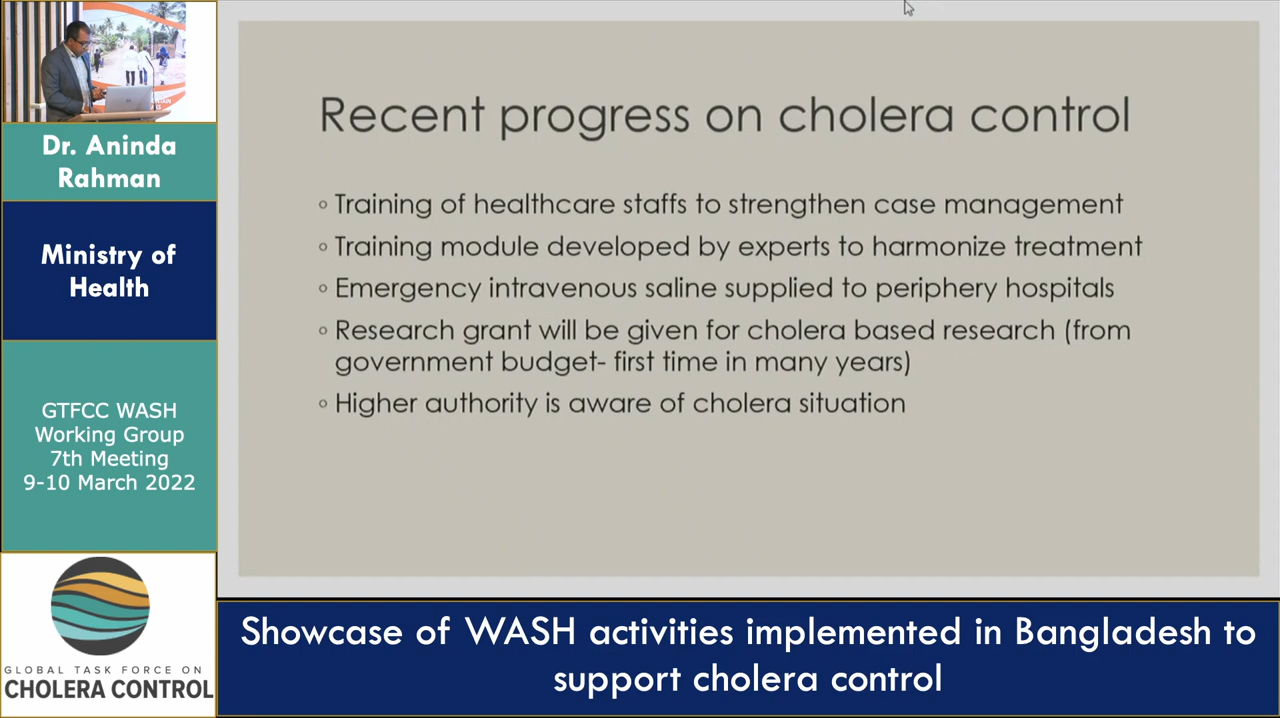 Dr. Aninda
Rahman
Ministry of
Health
GTFCC WASH
Working Group
7th Meeting
9-10 March 2022
GLOBAL TASK FORCE ON
CHOLERA CONTROL
Recent progress on cholera control
◦ Training of healthcare staffs to strengthen case management
◦ Training module developed by experts to harmonize treatment
◦ Emergency intravenous saline supplied to periphery hospitals
◦ Research grant will be given for cholera based research (from
government budget- first time in many years)
◦ Higher authority is aware of cholera situation
Showcase of WASH activities implemented in Bangladesh to
support cholera control